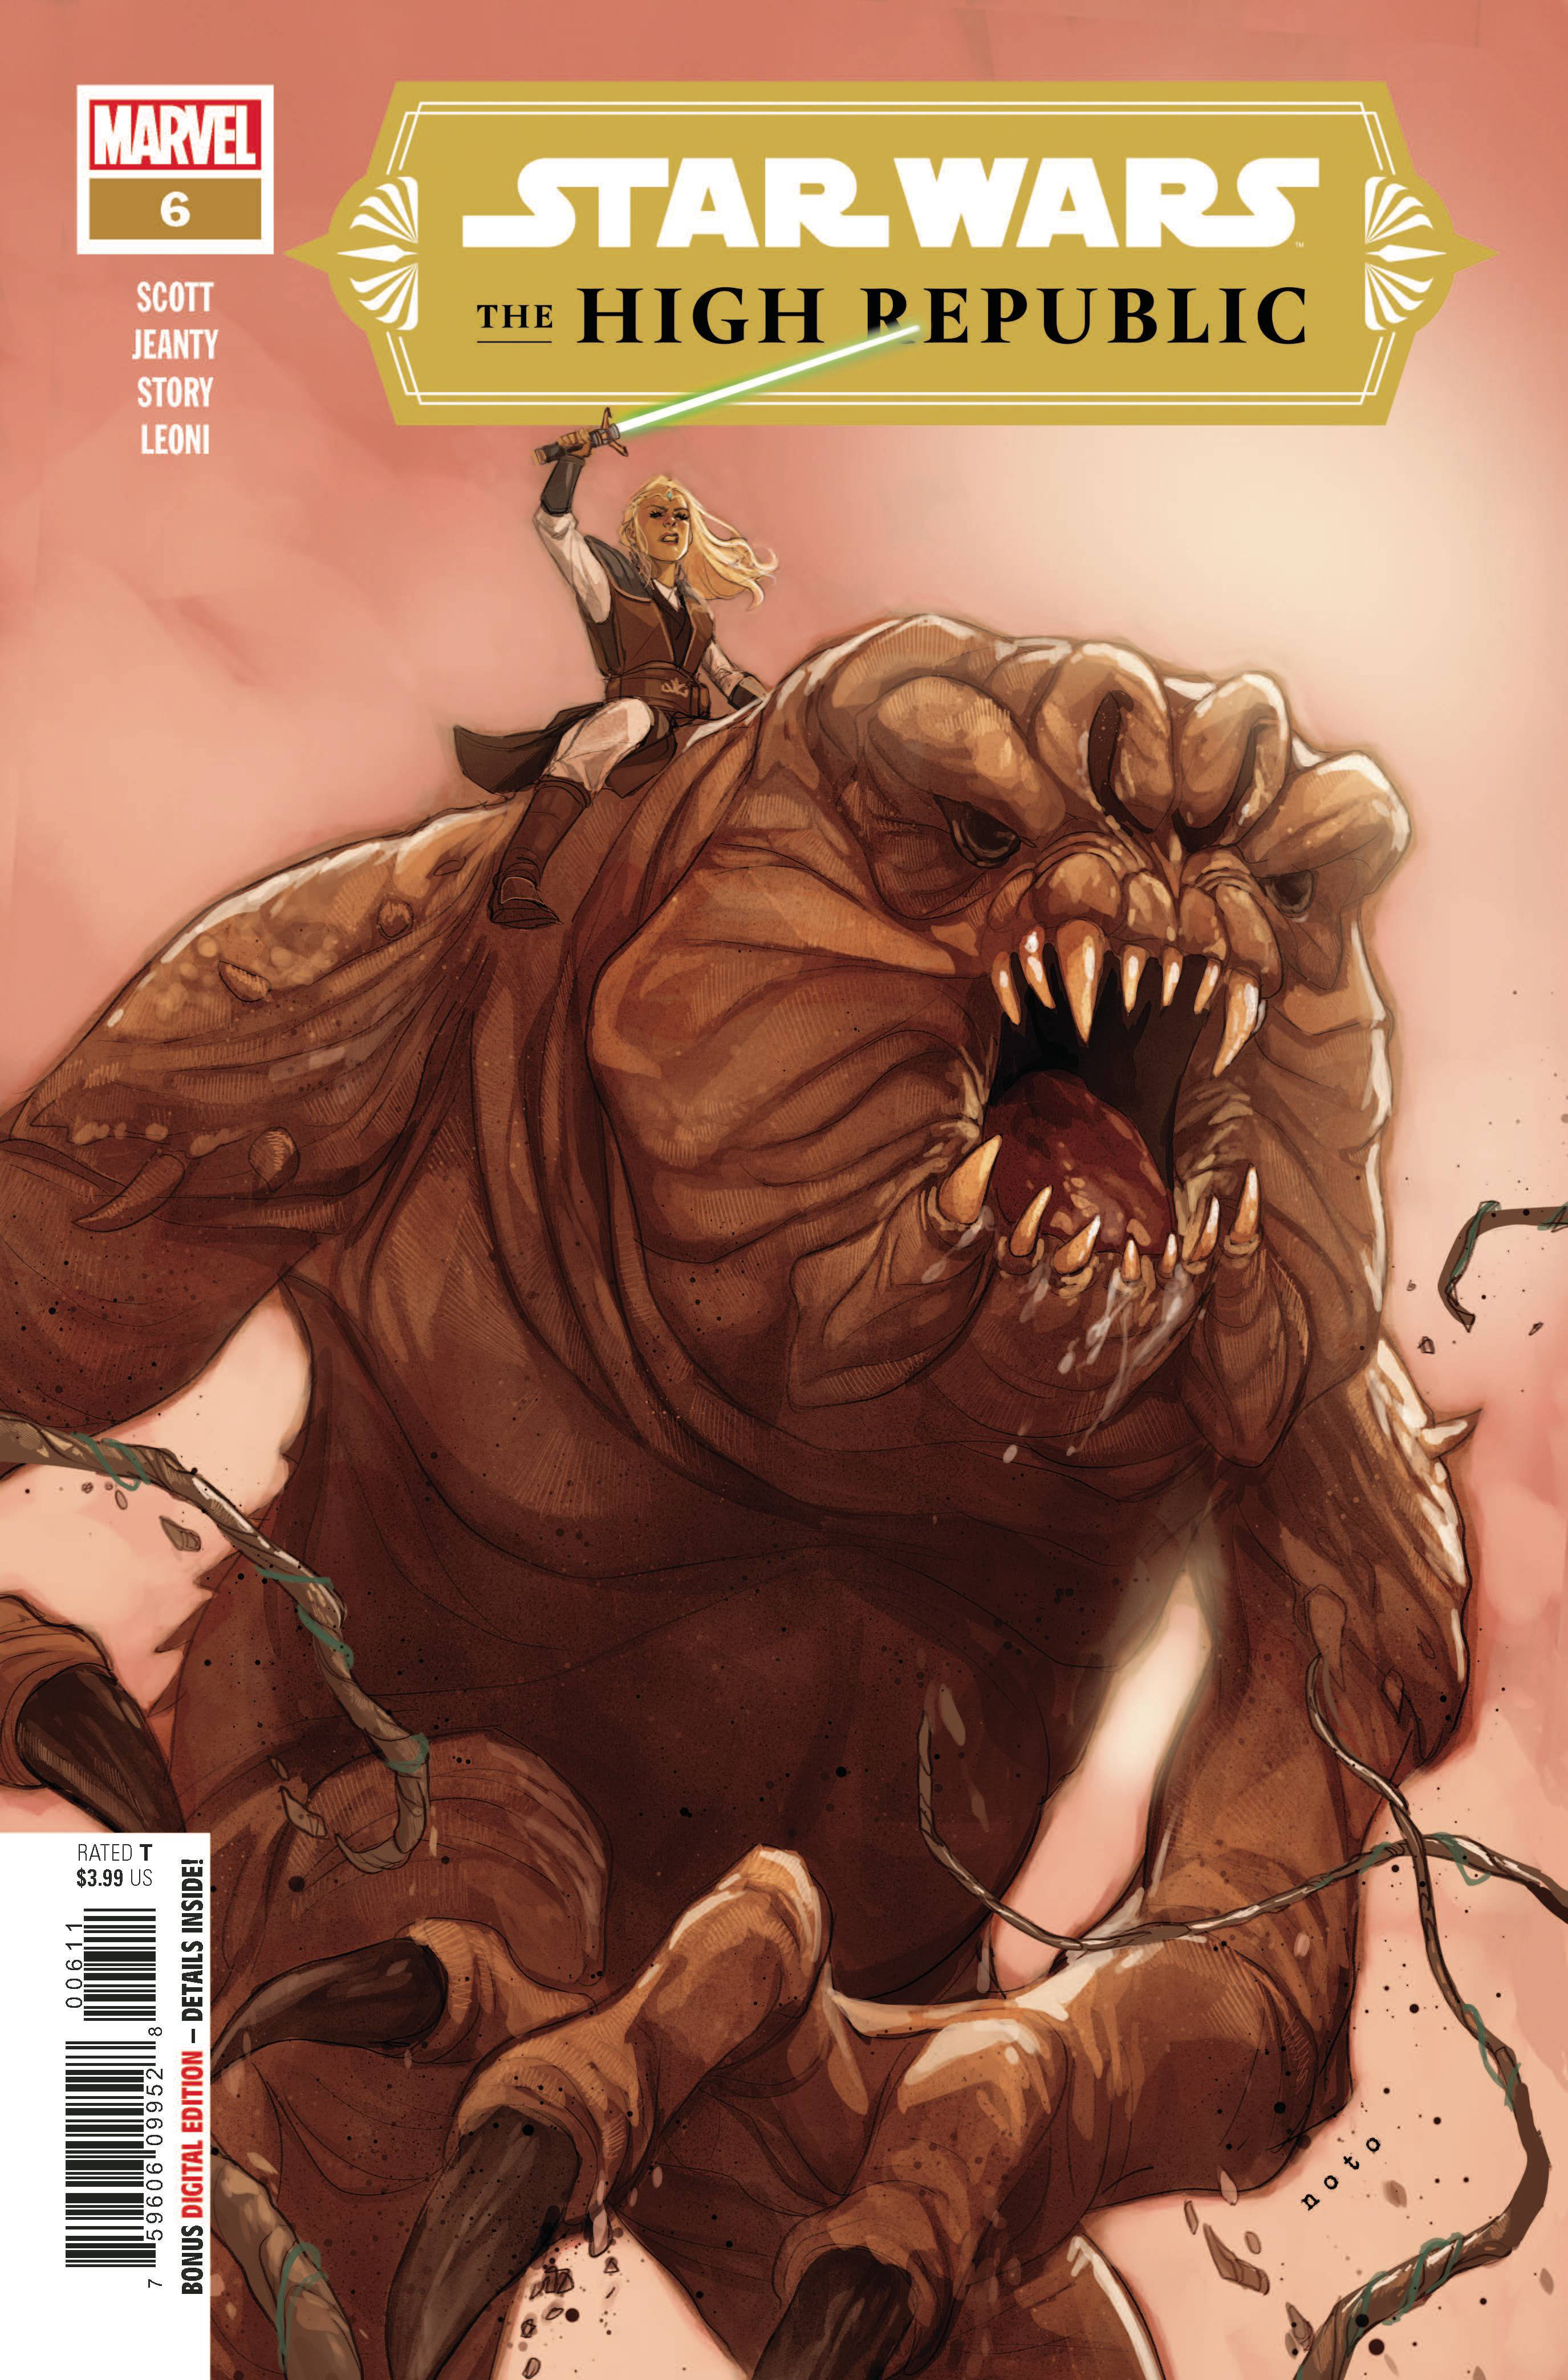 MARVEL
6
SCOTT
JEANTY
STORY
LEONI
STAR WARS™
THE HIGH REPUBLIC
RATED T
$3.99 US
BONUS DIGITAL EDITION – DETAILS INSIDE!
00611
7 59606 09952 8
noto